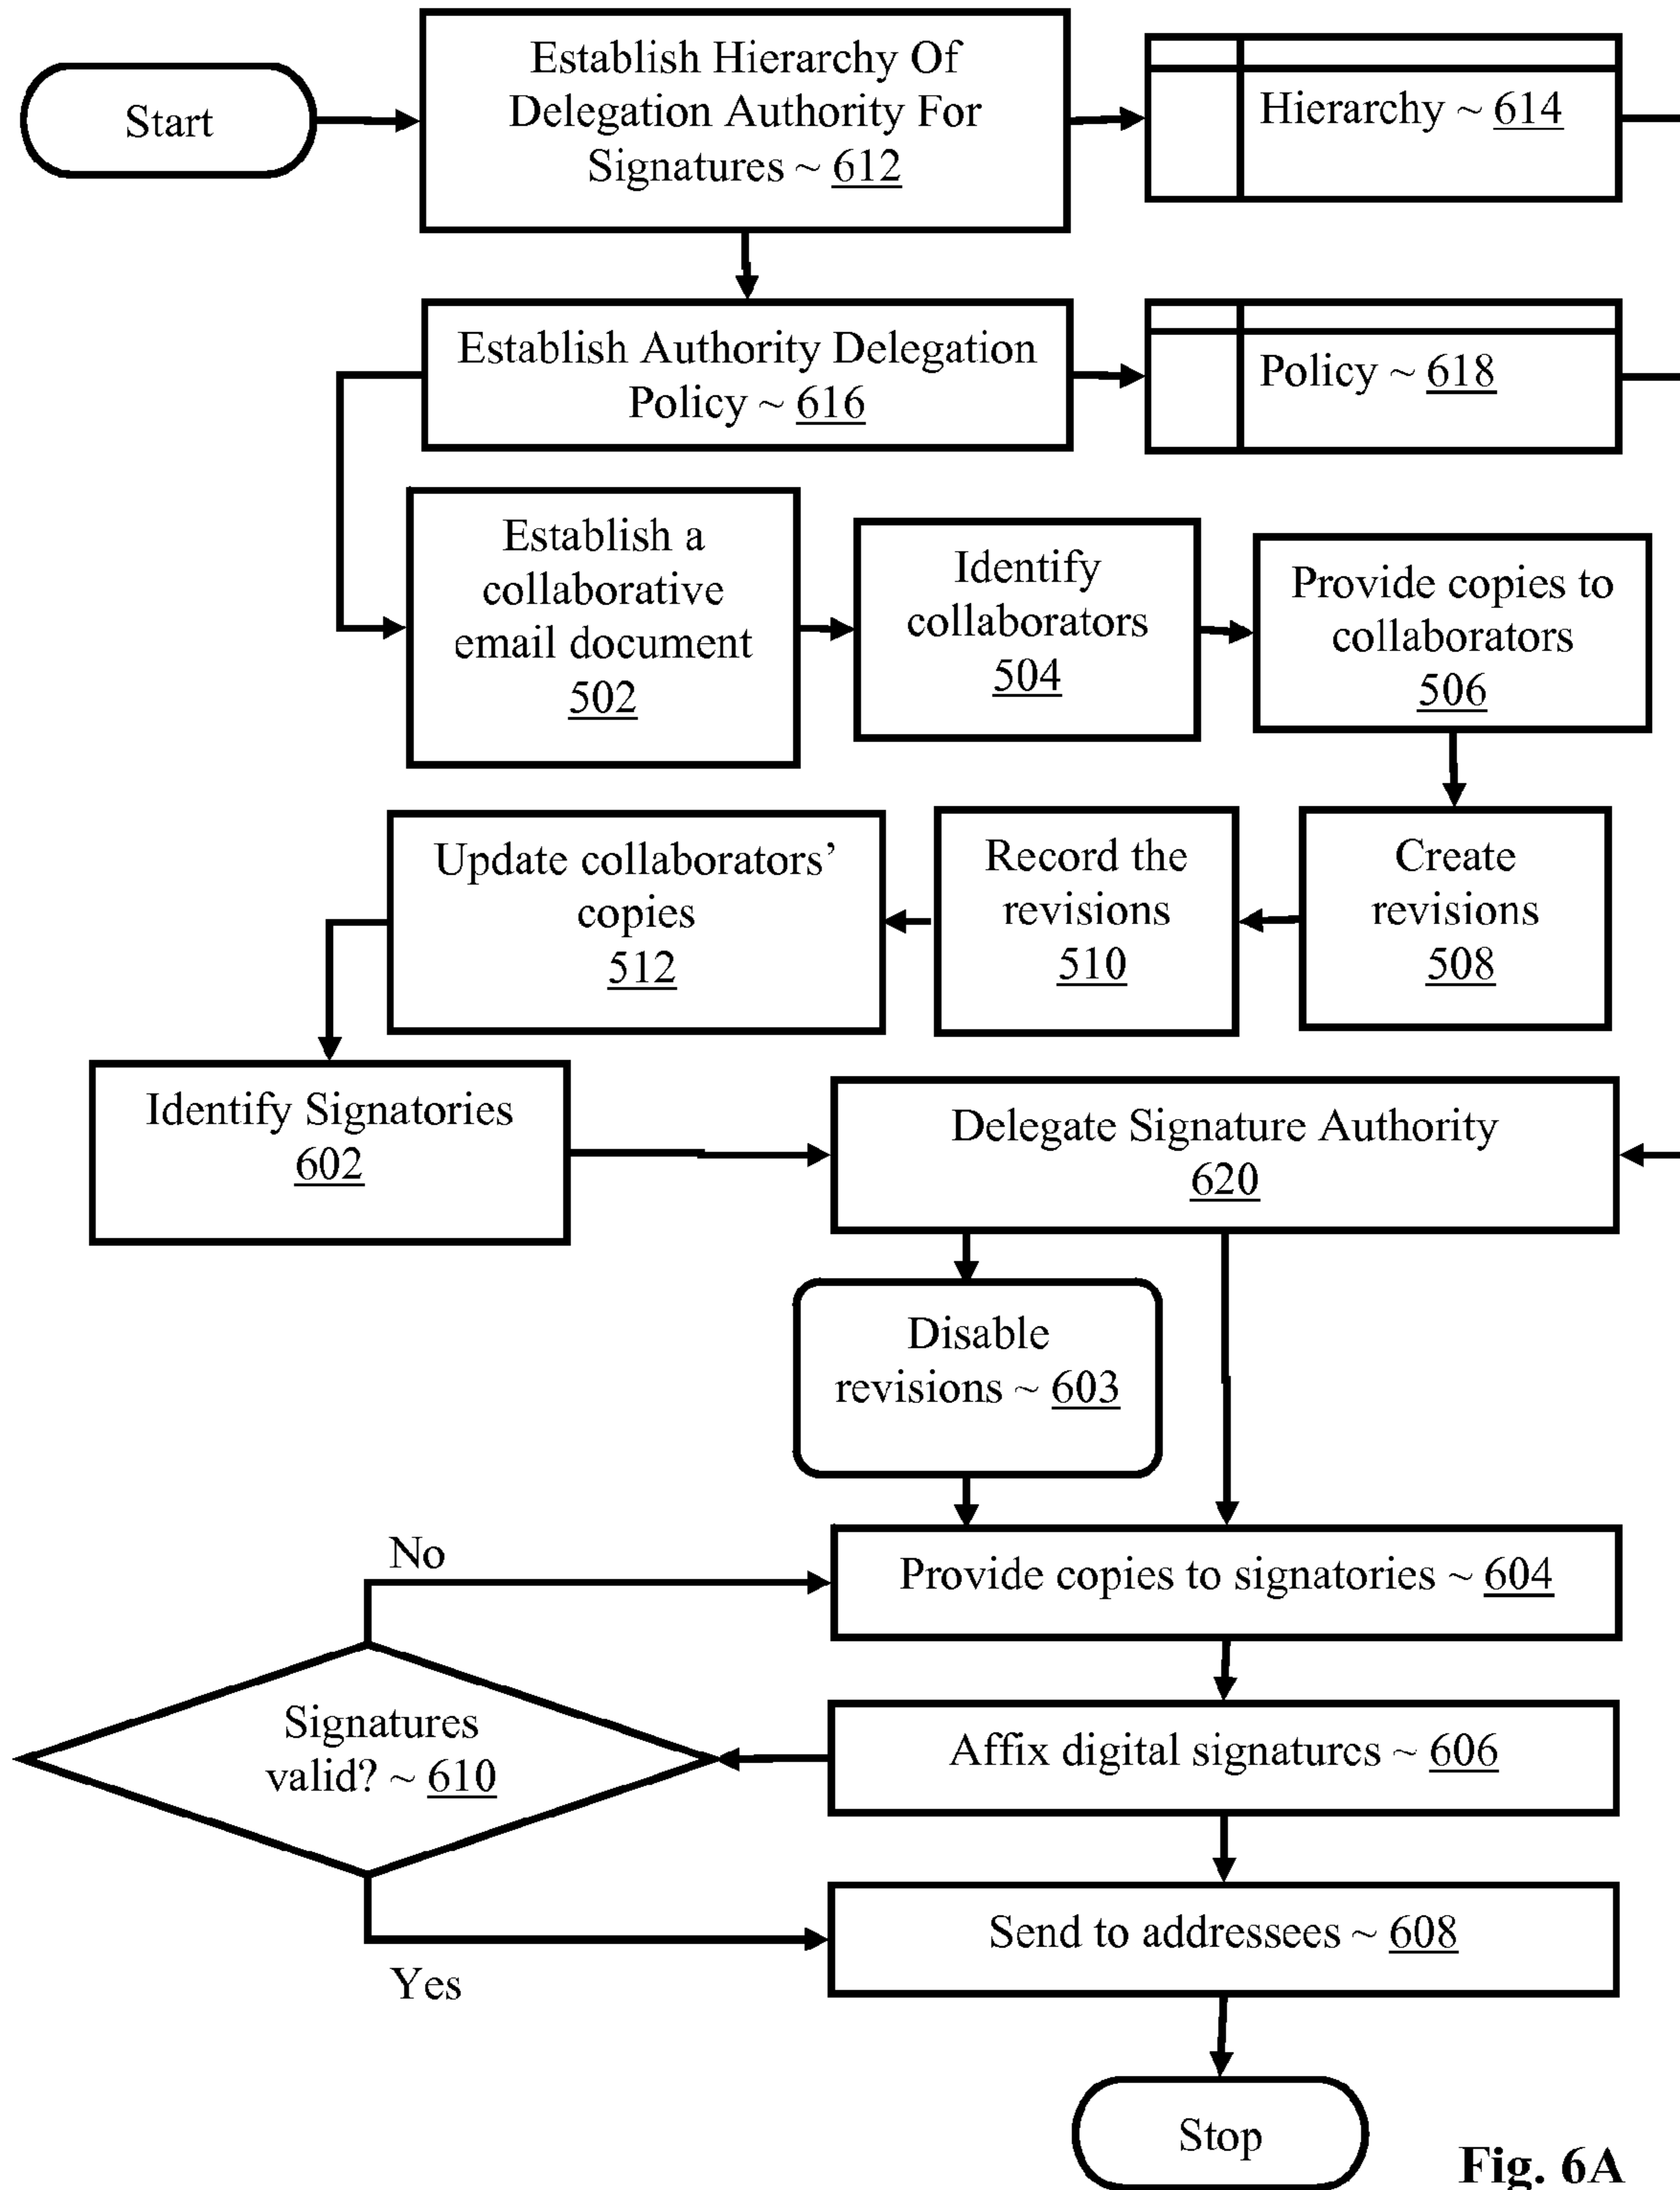 Start
Establish Hierarchy Of
Delegation Authority For
Signatures ~ 612
Hierarchy ~ 614
Establish Authority Delegation
Policy ~ 616
Policy ~ 618
Establish a
collaborative
email document
502
Identify
collaborators
504
Provide copies to
collaborators
506
Update collaborators’
copies
512
Record the
revisions
510
Create
revisions
508
Identify Signatories
602
Delegate Signature Authority
620
Disable
revisions ~ 603
No
Provide copies to signatories ~ 604
Signatures
valid? ~ 610
Affix digital signatures ~ 606
Yes
Send to addressees ~ 608
Stop
Fig. 6A